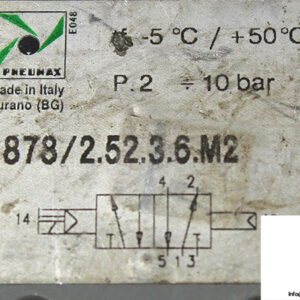 E048
PNEUMAX
ade in Italy
urano (BG)
-5 °C / +50°C
P.2 ÷ 10 bar
878/2.52.3.6.M2
4 2
14
T T
5 1 3